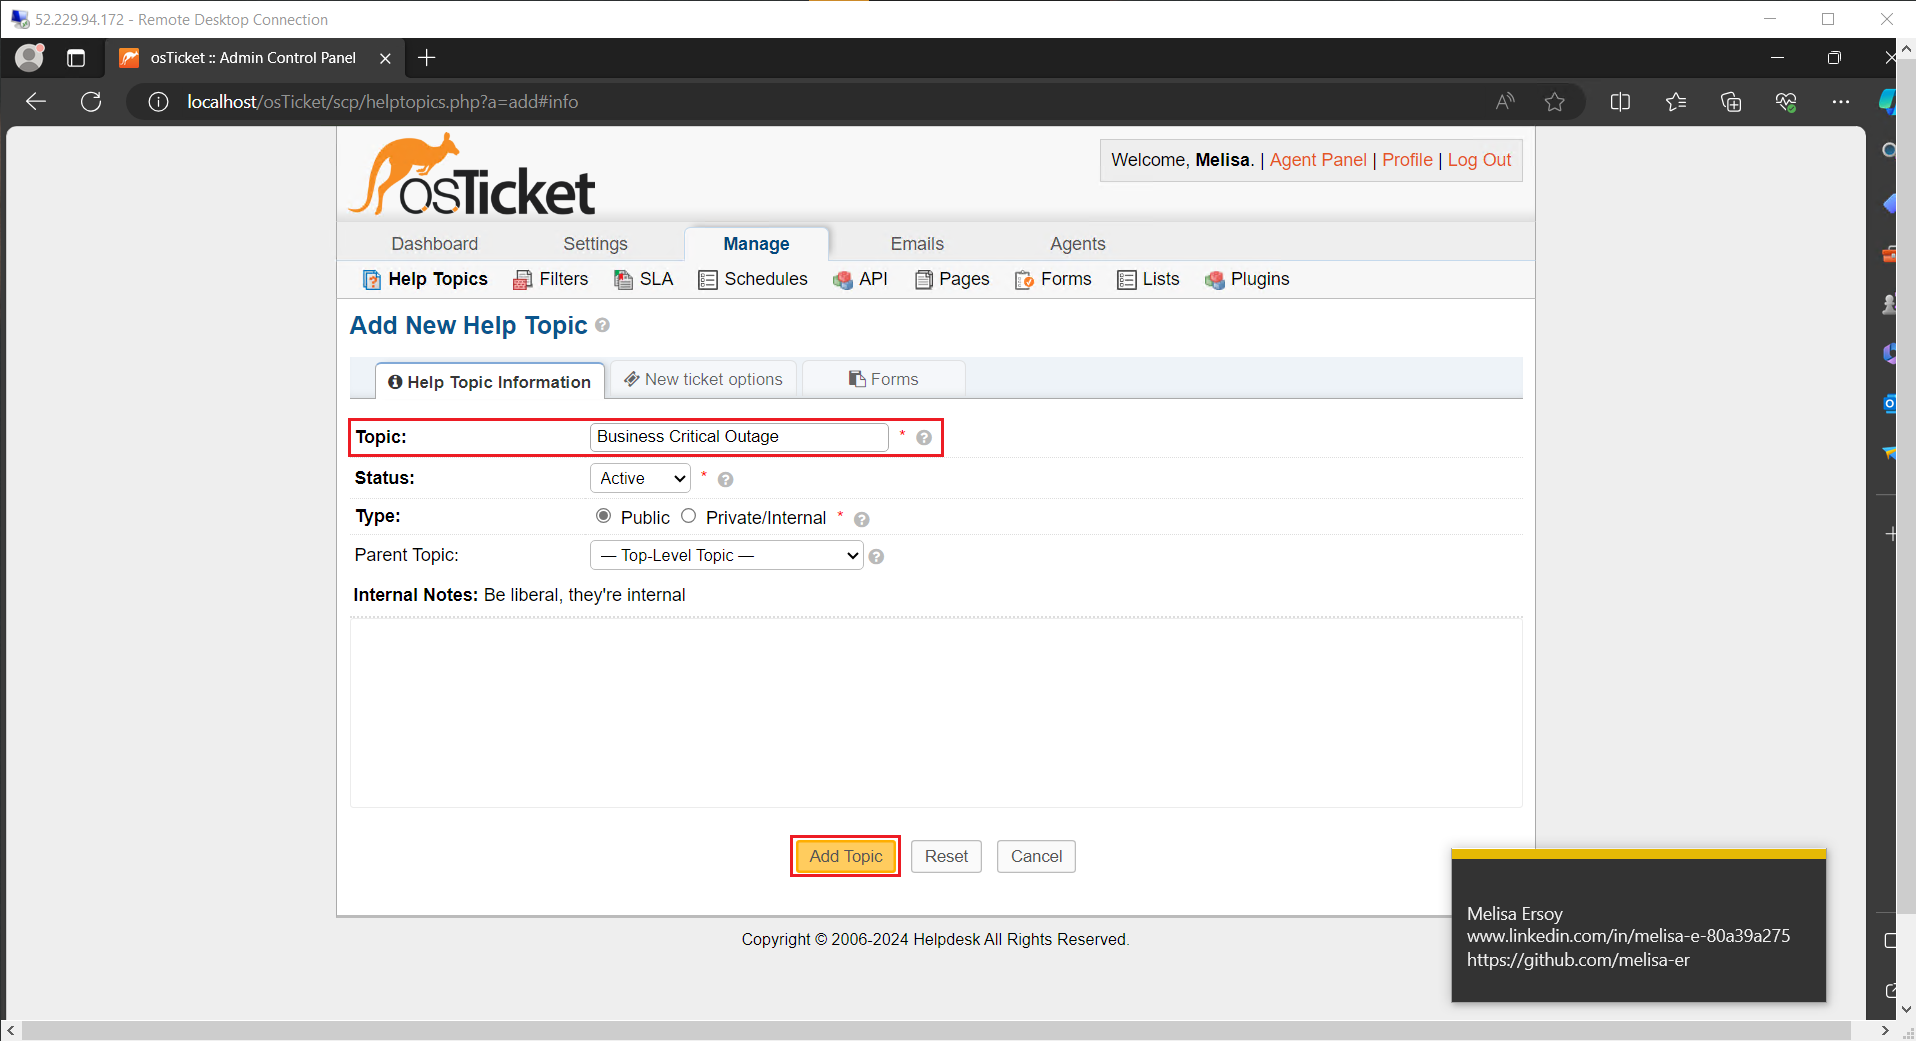 52.229.94.172 - Remote Desktop Connection
osTicket :: Admin Control Panel
localhost/osTicket/scp/helptopics.php?a=add#info
osTicket
Welcome, Melisa. | Agent Panel | Profile | Log Out
Dashboard Settings Manage Emails Agents
Help Topics Filters SLA Schedules API Pages Forms Lists Plugins
Add New Help Topic
Help Topic Information New ticket options Forms
Topic: Business Critical Outage *
Status: Active *
Type: Public Private/Internal *
Parent Topic: — Top-Level Topic —
Internal Notes: Be liberal, they're internal
Add Topic Reset Cancel
Copyright © 2006-2024 Helpdesk All Rights Reserved.
Melisa Ersoy
www.linkedin.com/in/melisa-e-80a39a275
https://github.com/melisa-er